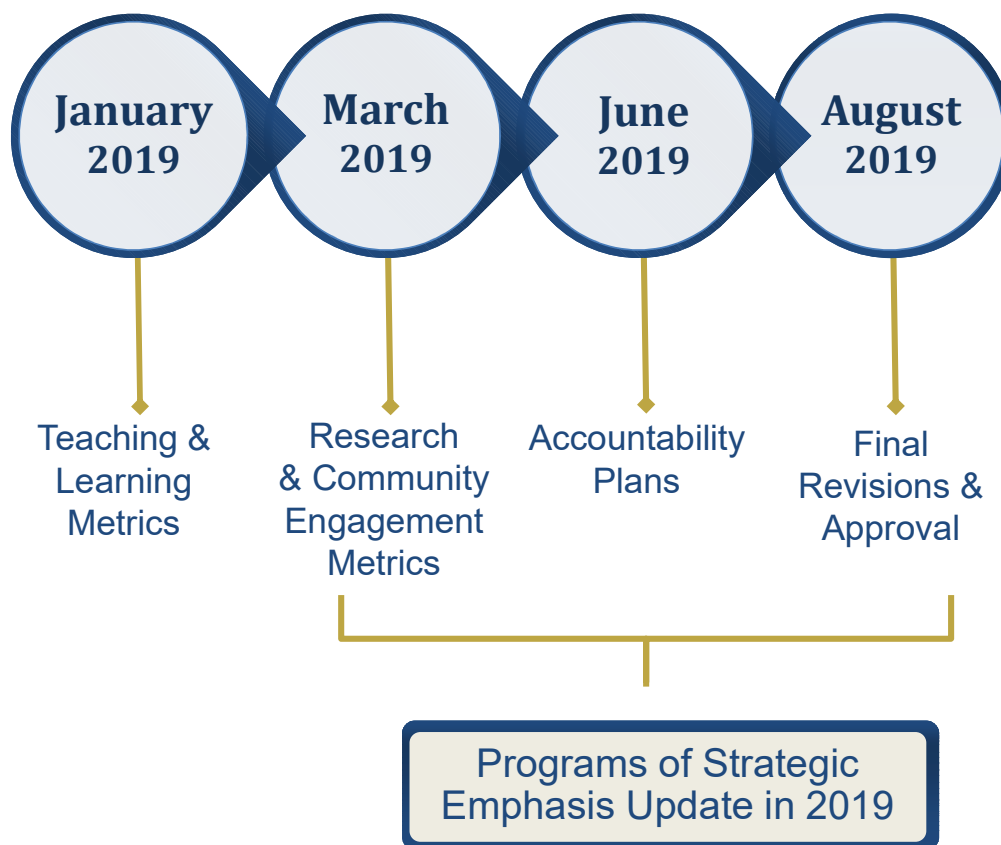 January
2019
March
2019
June
2019
August
2019
Teaching &
Learning
Metrics
Research
& Community
Engagement
Metrics
Accountability
Plans
Final
Revisions &
Approval
Programs of Strategic
Emphasis Update in 2019